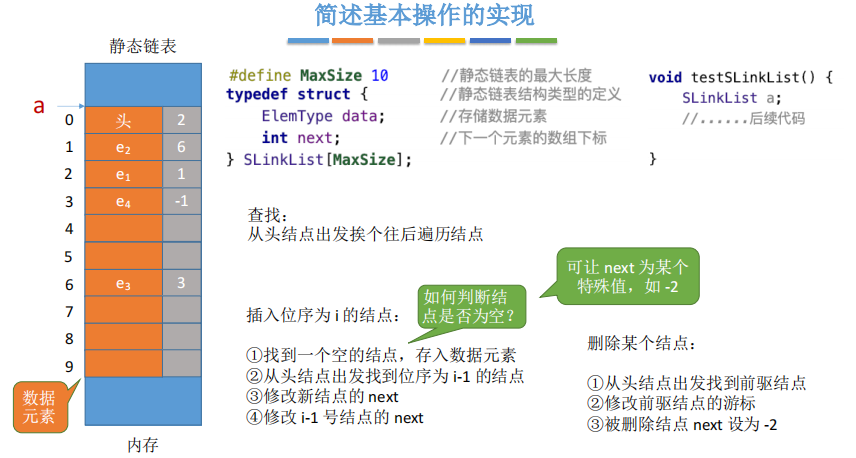 简述基本操作的实现
静态链表
a
0 头 2
1 e₂ 6
2 e₁ 1
3 e₄ -1
4
5
6 e₃ 3
7
8
9
数据
元素
内存
#define MaxSize 10 //静态链表的最大长度
typedef struct { //静态链表结构类型的定义
ElemType data; //存储数据元素
int next; //下一个元素的数组下标
} SLinkList[MaxSize];
void testSLinkList() {
SLinkList a;
//......后续代码
}
查找：
从头结点出发挨个往后遍历结点
可让 next 为某个
特殊值，如 -2
如何判断结
点是否为空？
插入位序为 i 的结点：
①找到一个空的结点，存入数据元素
②从头结点出发找到位序为 i-1 的结点
③修改新结点的 next
④修改 i-1 号结点的 next
删除某个结点：
①从头结点出发找到前驱结点
②修改前驱结点的游标
③被删除结点 next 设为 -2